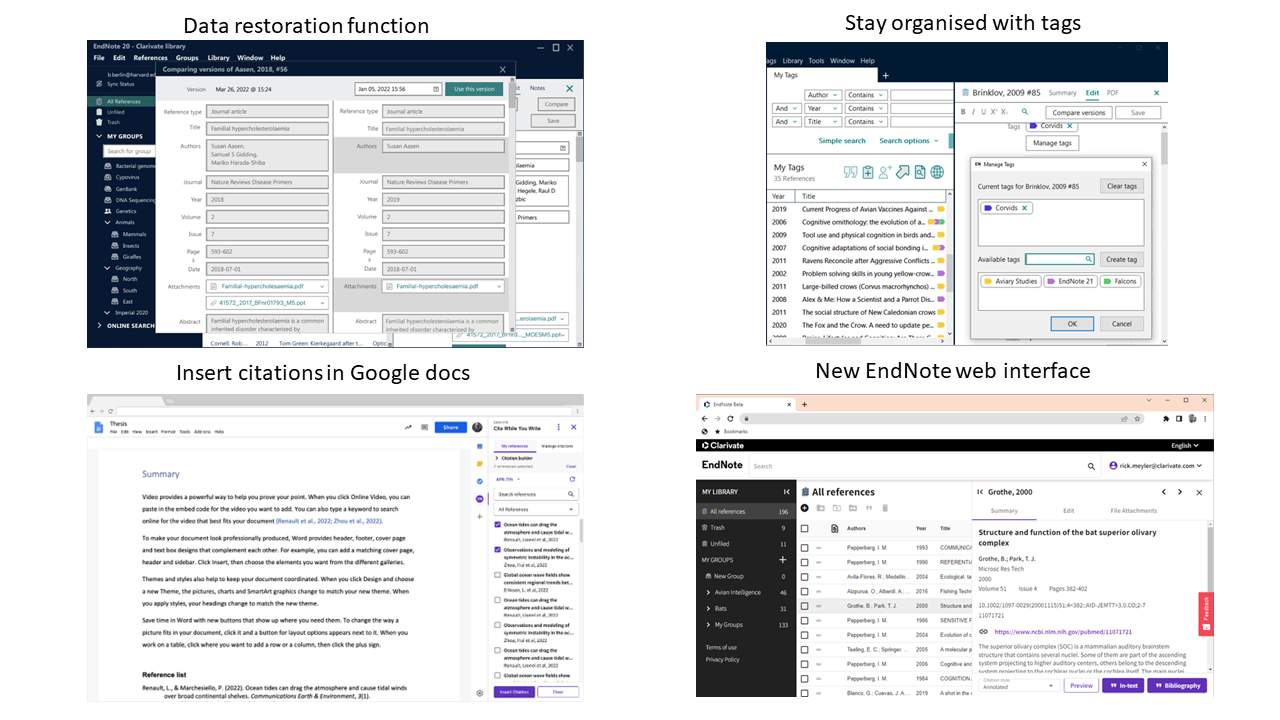 Data restoration function
EndNote 20 - Clarivate library
File Edit References Groups Library Window Help
b.berlin@harvard.ed
Sync Status
All References
Unfiled
Trash
MY GROUPS
Search for group
Bacterial genom
Cypovirus
GenBank
DNA Sequencing
Genetics
Animals
Mammals
Insects
Giraffes
Geography
North
South
East
Imperial 2020
ONLINE SEARCH
Comparing versions of Aasen, 2018, #56
Version Mar 26, 2022 @ 15:24
Jan 05, 2022 15:56 Use this version
Reference type Journal article Reference type Journal article
Title Familial hypercholesterolaemia Title Familial hypercholesterolaemia
Authors Susan Aasen, Authors Susan Aasen
Samuel S Gidding,
Mariko Harada-Shiba
Journal Nature Reviews Disease Primers Journal Nature Reviews Disease Primers
Year 2018 Year 2019
Volume 2 Volume 2
Issue 7 Issue 7
Page 593-602 Page 593-602
s s
Date 2018-07-01 Date 2018-07-01
Attachments Familial-hypercholesaemia.pdf Attachments Familial-hypercholesaemia.pdf
41572_2017_BFnr01793_M5.ppt
Abstract Familial hypercholesterolaemia is a common Abstract Familial hypercholesterolaemia is a common
inherited disorder characterized by inherited disorder characterised by
Notes
Compare
Save
laemia
Gidding, Mariko
Hegele, Raul D
zbic
Primers
erolaemia.pdf
MOESM5.ppt
Cornell, Rob... 2012 Tom Green: Kierkegaard after t... Optic
Stay organised with tags
ags Library Tools Window Help
My Tags +
Author Contains
And Year Contains
And Title Contains
Simple search Search options
My Tags
35 References
Year Title
2019 Current Progress of Avian Vaccines Against ...
2006 Cognitive ornithology: the evolution of a...
2009 Tool use and physical cognition in birds and...
2007 Cognitive adaptations of social bonding i...
2011 Ravens Reconcile after Aggressive Conflicts ...
2002 Problem solving skills in young yellow-crow...
2011 Large-billed crows (Corvus macrorhynchos) ...
2008 Alex & Me: How a Scientist and a Parrot Dis...
2011 The social structure of New Caledonian crows
2020 The Fox and the Crow. A need to update pe...
Brinklov, 2009 #85 Summary Edit PDF
B I U X¹ X₁ Compare versions Save
Tags Corvids X
Manage tags
Manage Tags
Current tags for Brinklov, 2009 #85 Clear tags
Corvids X
Available tags Create tag
Aviary Studies EndNote 21 Falcons
OK Cancel
Insert citations in Google docs
Thesis
File Edit View Insert Format Tools Add-ons Help
Share
Summary
Video provides a powerful way to help you prove your point. When you click Online Video, you can
paste in the embed code for the video you want to add. You can also type a keyword to search
online for the video that best fits your document (Renault et al., 2022; Zhou et al., 2022).
To make your document look professionally produced, Word provides header, footer, cover page
and text box designs that complement each other. For example, you can add a matching cover page,
header and sidebar. Click Insert, then choose the elements you want from the different galleries.
Themes and styles also help to keep your document coordinated. When you click Design and choose
a new Theme, the pictures, charts and SmartArt graphics change to match your new theme. When
you apply styles, your headings change to match the new theme.
Save time in Word with new buttons that show up where you need them. To change the way a
picture fits in your document, click it and a button for layout options appears next to it. When you
work on a table, click where you want to add a row or a column, then click the plus sign.
Reference list
Renault, L., & Marchesiello, P. (2022). Ocean tides can drag the atmosphere and cause tidal winds
over broad continental shelves. Communications Earth & Environment, 3(1).
Cite While You Write
My references Manage citations
Citation builder
Clear
APA 7th
Search references
All References
Ocean tides can drag the
atmosphere and cause tidal w...
Renault, L et al, 2022
Observations and modeling of
symmetric instability in the oc...
Zhou, H et al, 2022
Global ocean wave fields show
consistent regional trends bet...
Ocean tides can drag the
atmosphere and cause tidal w...
Observations and modeling of
symmetric instability in the oc...
Ocean tides can drag the
atmosphere and cause tidal w...
Global ocean wave fields show
Insert Citation Close
New EndNote web interface
EndNote Beta
Bookmarks
Clarivate English
EndNote Search rick.meyler@clarivate.com
MY LIBRARY
All references 196
Trash 9
Unfiled 11
MY GROUPS +
New Group 0
Avian Intelligence 46
Bats 31
My Groups 133
Terms of use
Privacy Policy
All references
Authors Year Title
Pepperberg, I. M. 1993 COMMUNICA
Pepperberg, I. M. 1990 REFERENTI
Avila-Flores, R.; Medellin... 2004 Ecological, ta
Aizpurua, O.; Alberdi, A.; ... 2016 Fishing Techn
Grothe, B.; Park, T. J. 2000 Structure and
Pepperberg, I. M. 1986 SENSITIVE F
Pepperberg, I. M. 2004 Evolution of c
Teeling, E. C.; Springer, ... 2005 A molecular p
Pepperberg, I. M. 2006 Cognitive and
Pepperberg, I. M. 1984 COGNITION,
Blanco, G.; Cuevas, J. A... 2019 A shot in the
Grothe, 2000
Summary Edit File Attachments
Structure and function of the bat superior olivary
complex
Grothe, B.; Park, T. J.
Microsc Res Tech
2000
Volume 51 Issue 4 Pages 382-402
10.1002/1097-0029(20001115)51:4<382::AID-JEMT7>3.0.CO;2-7
11071721
https://www.ncbi.nlm.nih.gov/pubmed/11071721
The superior olivary complex (SOC) is a mammalian auditory brainstem
structure that contains several nuclei. Some of them are part of the ascending
system projecting to higher auditory centers, others belong to the descending
Feedback
Citation style
Annotated
Preview In-text Bibliography